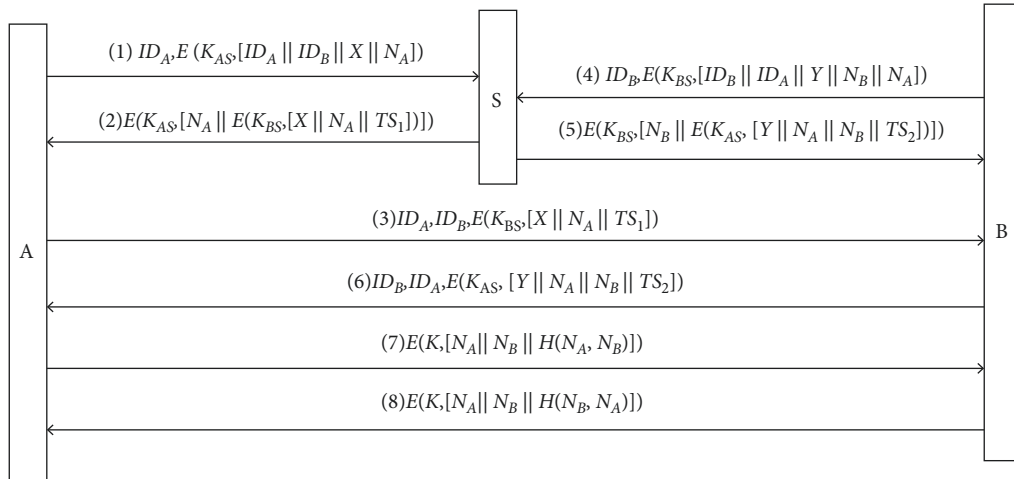 (1) ID_A,E (K_AS,[ID_A || ID_B || X || N_A])
(4) ID_B,E(K_BS,[ID_B || ID_A || Y || N_B || N_A])
S
(2)E(K_AS,[N_A || E(K_BS,[X || N_A || TS_1])])
(5)E(K_BS,[N_B || E(K_AS, [Y || N_A || N_B || TS_2])])
(3)ID_A,ID_B,E(K_BS,[X || N_A || TS_1])
A
B
(6)ID_B,ID_A,E(K_AS, [Y || N_A || N_B || TS_2])
(7)E(K,[N_A|| N_B || H(N_A, N_B)])
(8)E(K,[N_A|| N_B || H(N_B, N_A)])